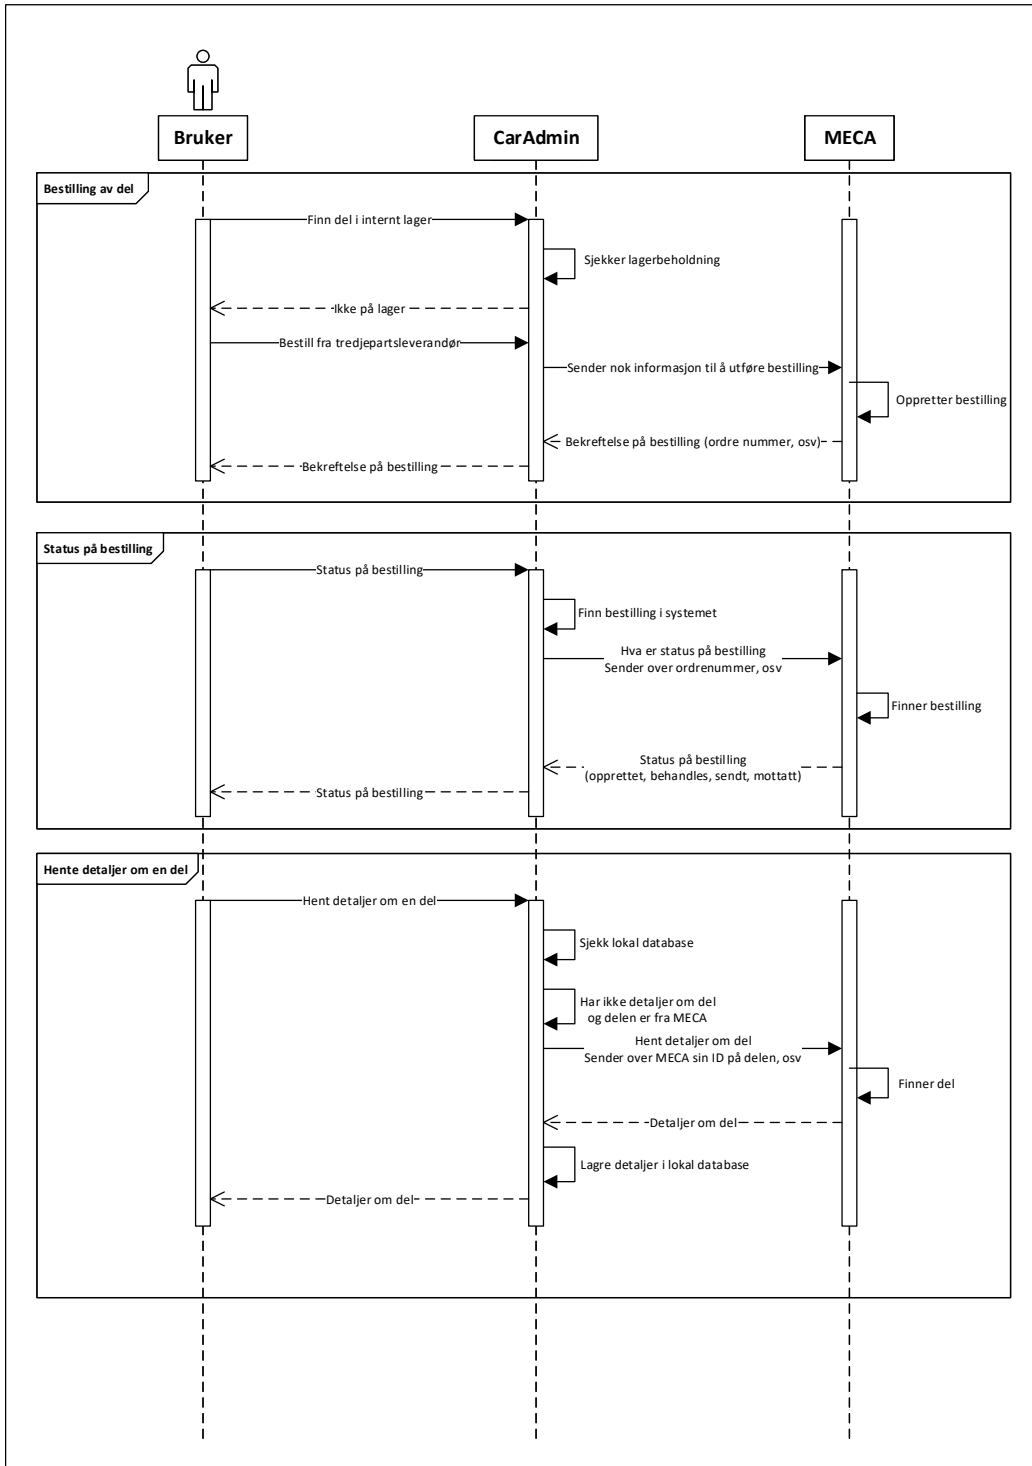 Bruker
CarAdmin
MECA
Bestilling av del
Finn del i internt lager
Sjekker lagerbeholdning
Ikke på lager
Bestill fra tredjepartsleverandør
Sender nok informasjon til å utføre bestilling
Oppretter bestilling
Bekreftelse på bestilling (ordre nummer, osv)
Bekreftelse på bestilling
Status på bestilling
Status på bestilling
Finn bestilling i systemet
Hva er status på bestilling
Sender over ordrenummer, osv
Finner bestilling
Status på bestilling
(opprettet, behandles, sendt, mottatt)
Status på bestilling
Hente detaljer om en del
Hent detaljer om en del
Sjekk lokal database
Har ikke detaljer om del
og delen er fra MECA
Hent detaljer om del
Sender over MECA sin ID på delen, osv
Finner del
Detaljer om del
Lagre detaljer i lokal database
Detaljer om del